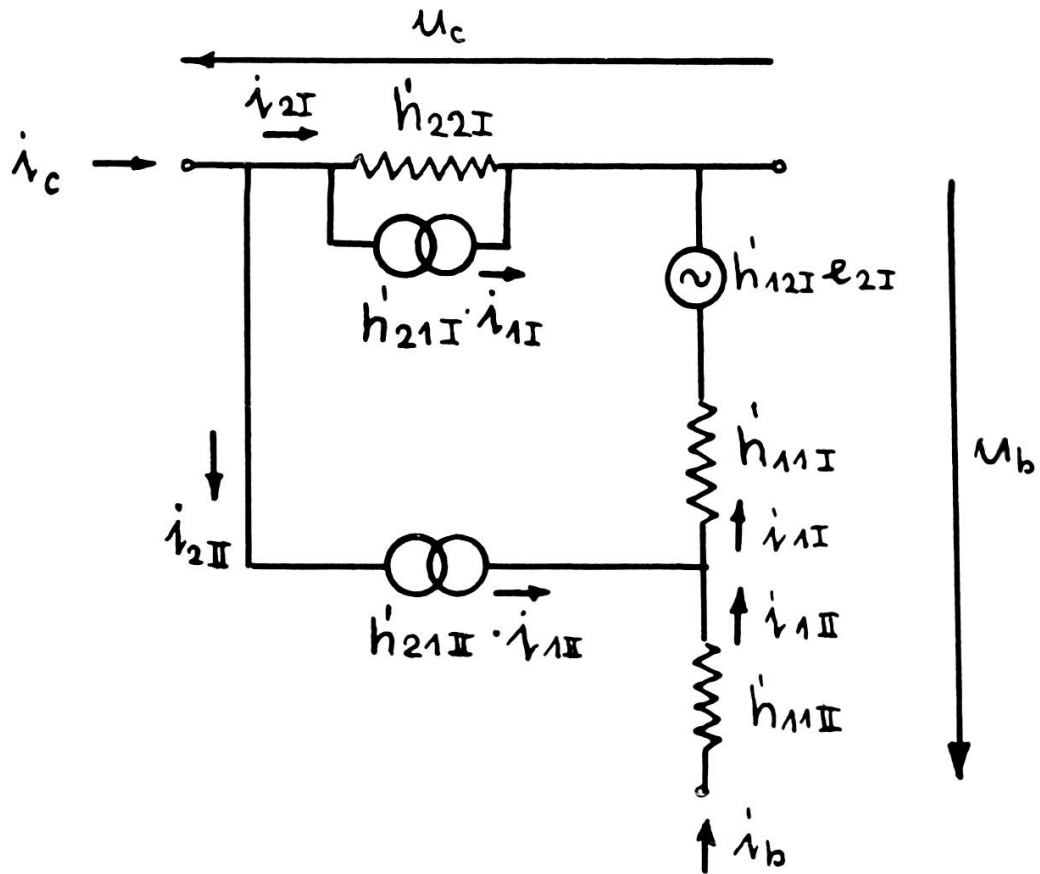 u_c
i_2I
h'_22I
i_c
h'_21I · i_1I
h'_12I e_2I
h'_11I
u_b
i_1I
i_2II
i_1II
h'_21II · i_1II
h'_11II
i_b